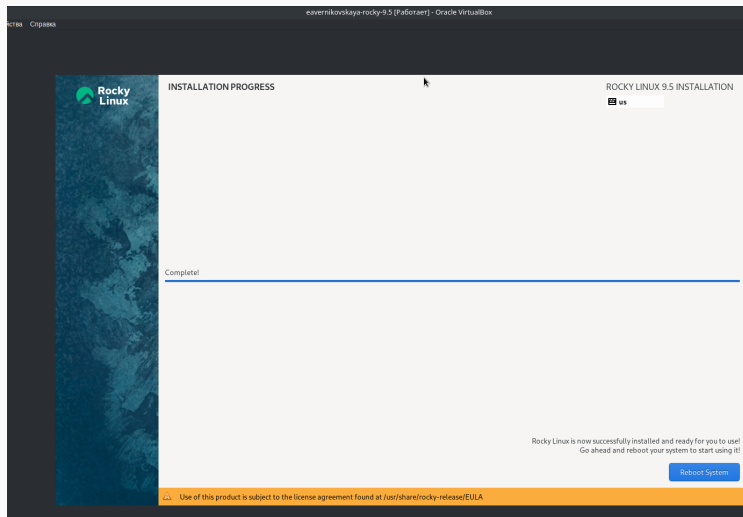 eavernikovskaya-rocky-9.5 [Работает] - Oracle VirtualBox
йства Справка
Rocky
Linux
INSTALLATION PROGRESS
ROCKY LINUX 9.5 INSTALLATION
us
Complete!
Rocky Linux is now successfully installed and ready for you to use!
Go ahead and reboot your system to start using it!
Reboot System
Use of this product is subject to the license agreement found at /usr/share/rocky-release/EULA